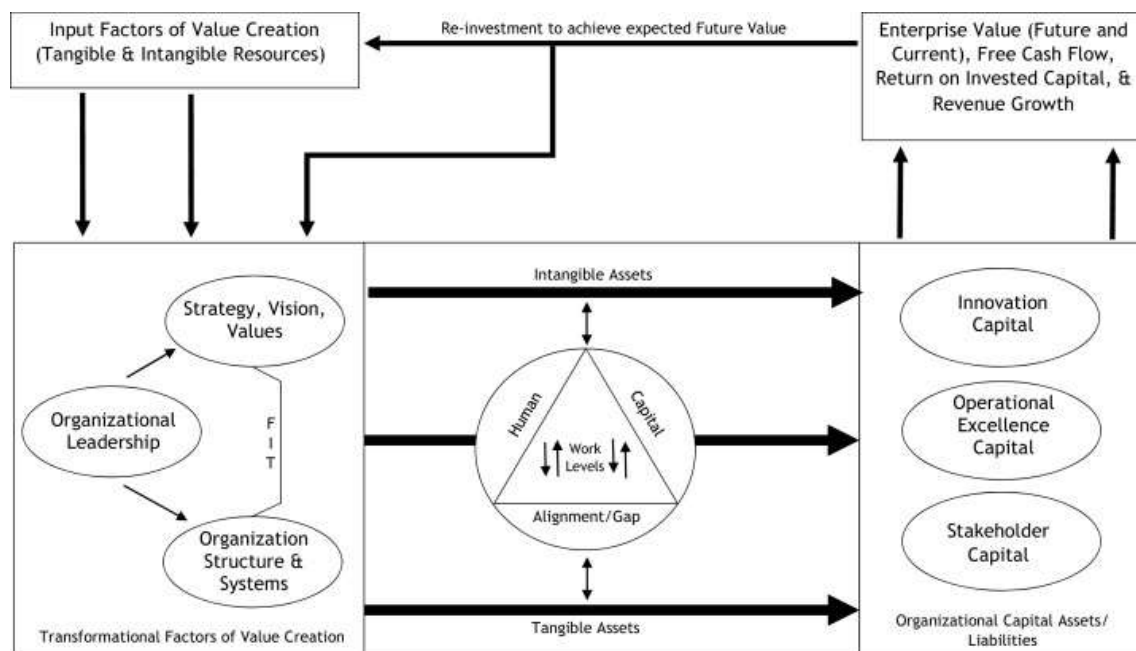 Input Factors of Value Creation
(Tangible & Intangible Resources)
Re-investment to achieve expected Future Value
Enterprise Value (Future and
Current), Free Cash Flow,
Return on Invested Capital, &
Revenue Growth
Strategy, Vision,
Values
Organizational
Leadership
F
I
T
Organization
Structure &
Systems
Transformational Factors of Value Creation
Intangible Assets
Human
Capital
Work
Levels
Alignment/Gap
Tangible Assets
Innovation
Capital
Operational
Excellence
Capital
Stakeholder
Capital
Organizational Capital Assets/
Liabilities